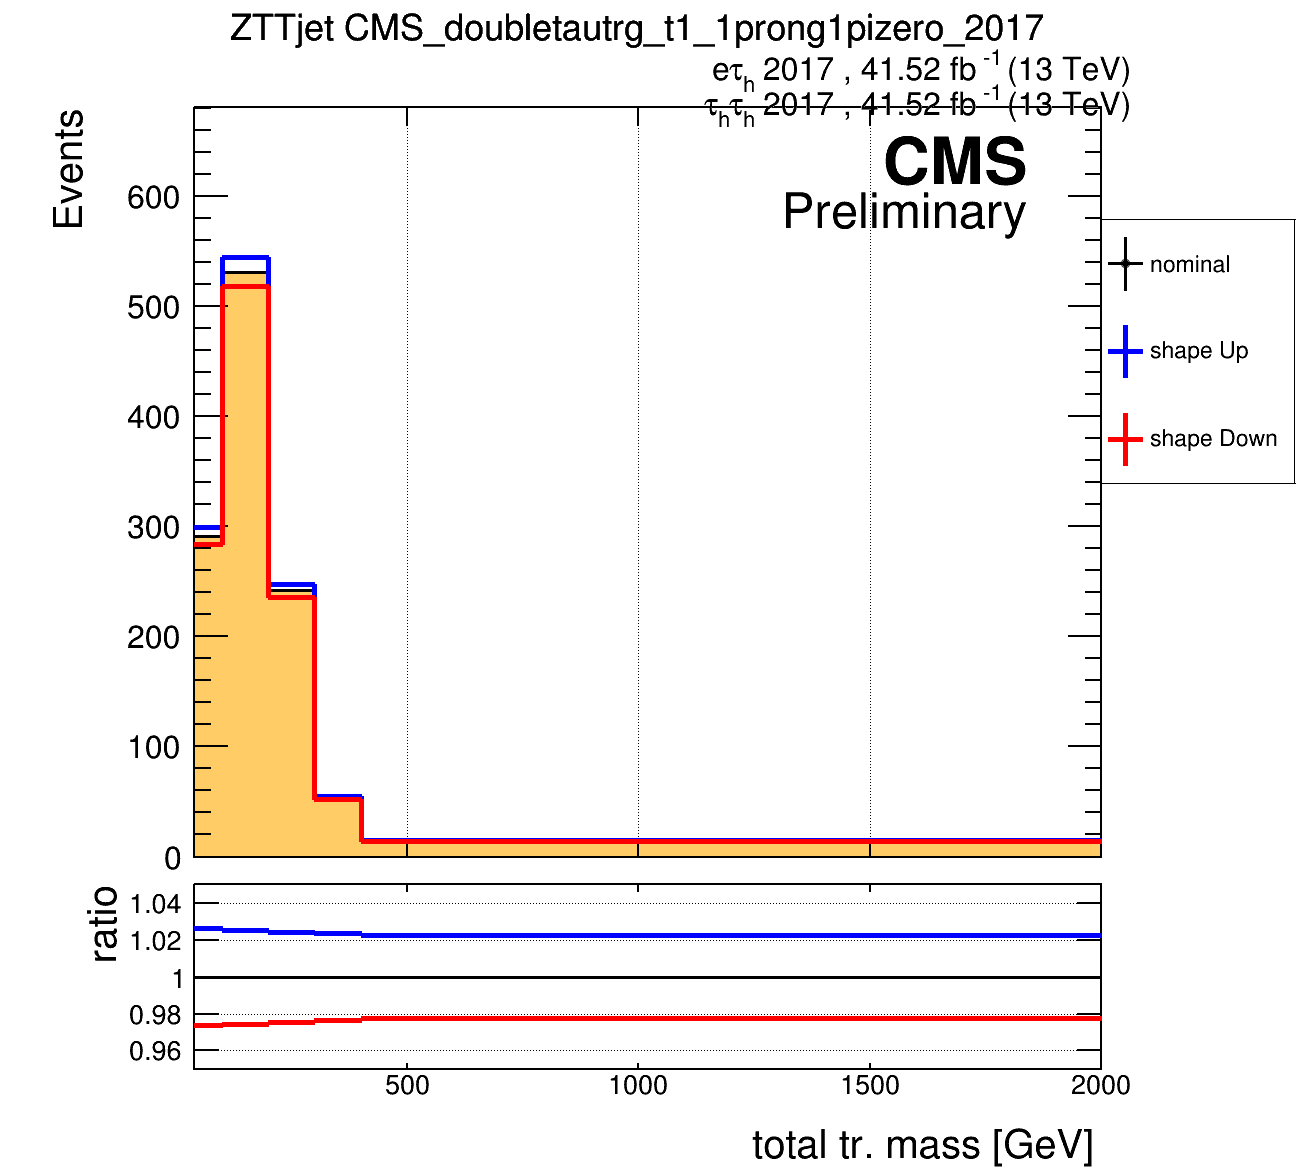 ZTTjet CMS_doubletautrg_t1_1prong1pizero_2017
eτh 2017 , 41.52 fb-1 (13 TeV)
τhτh 2017 , 41.52 fb-1 (13 TeV)
CMS
Preliminary
Events
600
500
400
300
200
100
0
nominal
shape Up
shape Down
ratio
1.04
1.02
1
0.98
0.96
500 1000 1500 2000
total tr. mass [GeV]